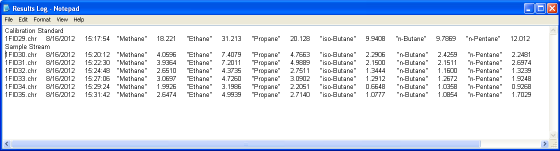 Results Log - Notepad
File Edit Format View Help
Calibration Standard
1FID29.chr 8/16/2012 15:17:54 "Methane" 18.221 "Ethane" 31.213 "Propane" 20.128 "iso-Butane" 9.9408 "n-Butane" 9.7869 "n-Pentane" 12.012
Sample Stream
1FID30.chr 8/16/2012 15:20:12 "Methane" 4.0596 "Ethane" 7.4079 "Propane" 4.7663 "iso-Butane" 2.2906 "n-Butane" 2.4259 "n-Pentane" 2.2481
1FID31.chr 8/16/2012 15:22:30 "Methane" 3.9364 "Ethane" 7.2011 "Propane" 4.9889 "iso-Butane" 2.1500 "n-Butane" 2.1511 "n-Pentane" 2.6974
1FID32.chr 8/16/2012 15:24:48 "Methane" 2.6510 "Ethane" 4.3735 "Propane" 2.7511 "iso-Butane" 1.3444 "n-Butane" 1.1600 "n-Pentane" 1.3239
1FID33.chr 8/16/2012 15:27:06 "Methane" 3.0697 "Ethane" 4.7260 "Propane" 3.0902 "iso-Butane" 1.2912 "n-Butane" 1.2672 "n-Pentane" 1.9248
1FID34.chr 8/16/2012 15:29:24 "Methane" 1.9926 "Ethane" 3.1986 "Propane" 2.2051 "iso-Butane" 0.6648 "n-Butane" 1.0358 "n-Pentane" 0.9268
1FID35.chr 8/16/2012 15:31:42 "Methane" 2.6474 "Ethane" 4.9939 "Propane" 2.7140 "iso-Butane" 1.0777 "n-Butane" 1.0854 "n-Pentane" 1.7029